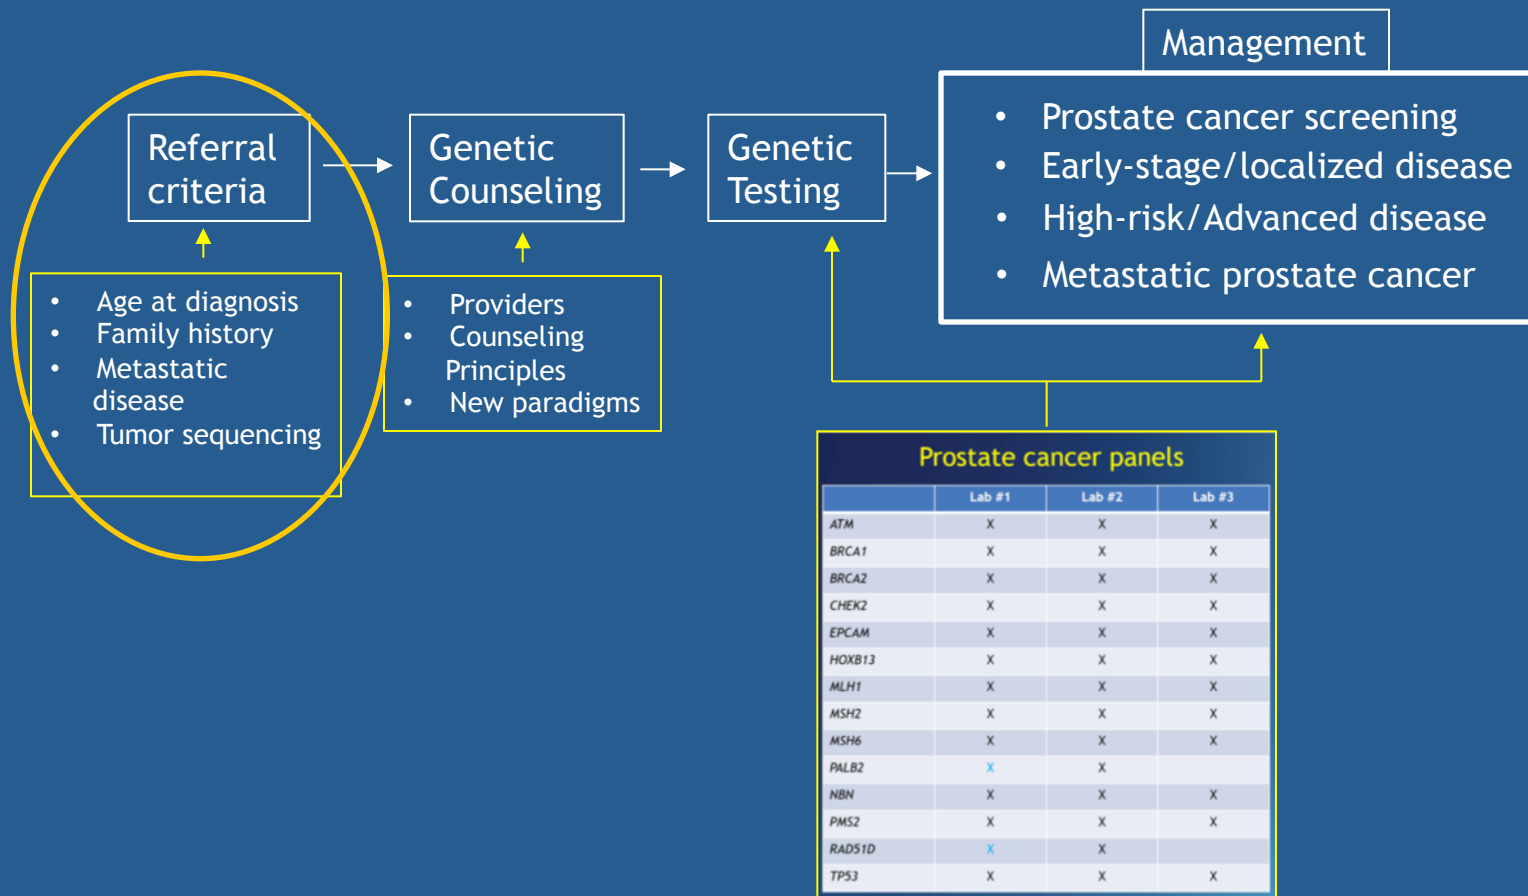 Management
• Prostate cancer screening
• Early-stage/localized disease
• High-risk/Advanced disease
• Metastatic prostate cancer
Referral
criteria
Genetic
Counseling
Genetic
Testing
• Age at diagnosis
• Family history
• Metastatic
disease
• Tumor sequencing
• Providers
• Counseling
Principles
• New paradigms
Prostate cancer panels
Lab #1 Lab #2 Lab #3
ATM X X X
BRCA1 X X X
BRCA2 X X X
CHEK2 X X X
EPCAM X X X
HOXB13 X X X
MLH1 X X X
MSH2 X X X
MSH6 X X X
PALB2 X X
NBN X X X
PMS2 X X X
RAD51D X X
TP53 X X X